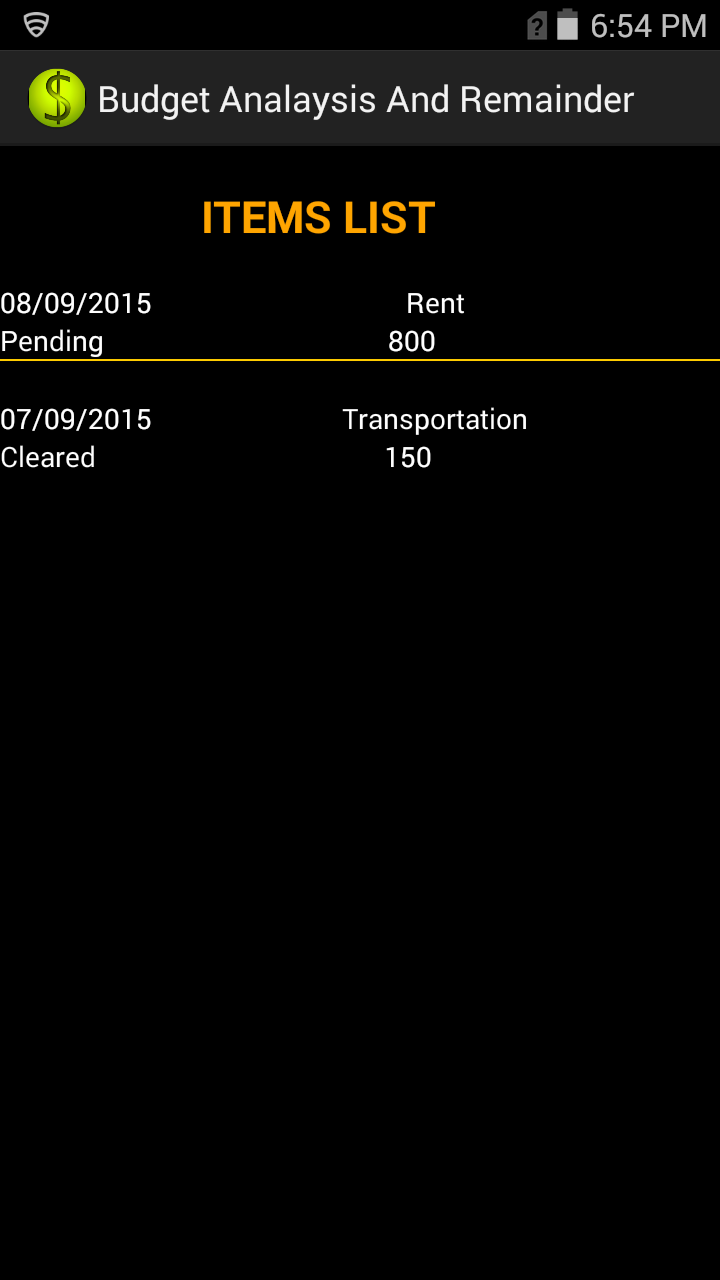 6:54 PM
Budget Analaysis And Remainder
ITEMS LIST
08/09/2015 Rent
Pending 800
07/09/2015 Transportation
Cleared 150